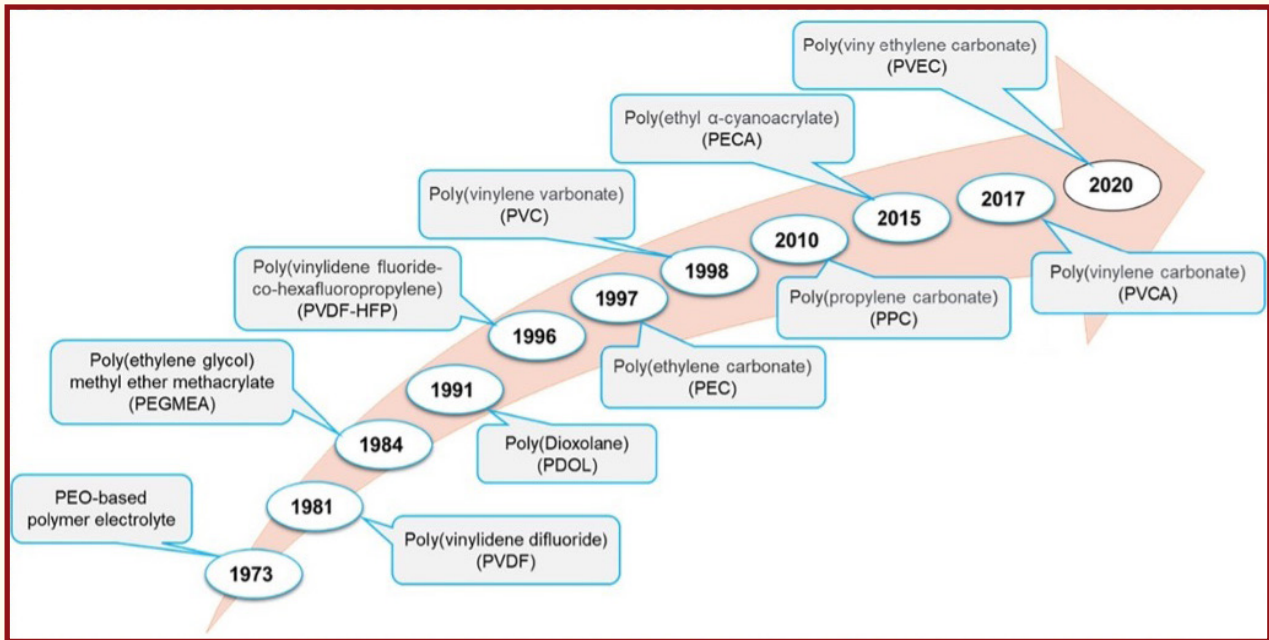 Poly(viny ethylene carbonate)
(PVEC)
Poly(ethyl α-cyanoacrylate)
(PECA)
2020
Poly(vinylene varbonate)
(PVC)
2017
2015
Poly(vinylidene fluoride-
co-hexafluoropropylene)
(PVDF-HFP)
2010
1998
Poly(vinylene carbonate)
(PVCA)
1997
Poly(propylene carbonate)
(PPC)
1996
Poly(ethylene glycol)
methyl ether methacrylate
(PEGMEA)
Poly(ethylene carbonate)
(PEC)
1991
1984
Poly(Dioxolane)
(PDOL)
PEO-based
polymer electrolyte
1981
Poly(vinylidene difluoride)
(PVDF)
1973